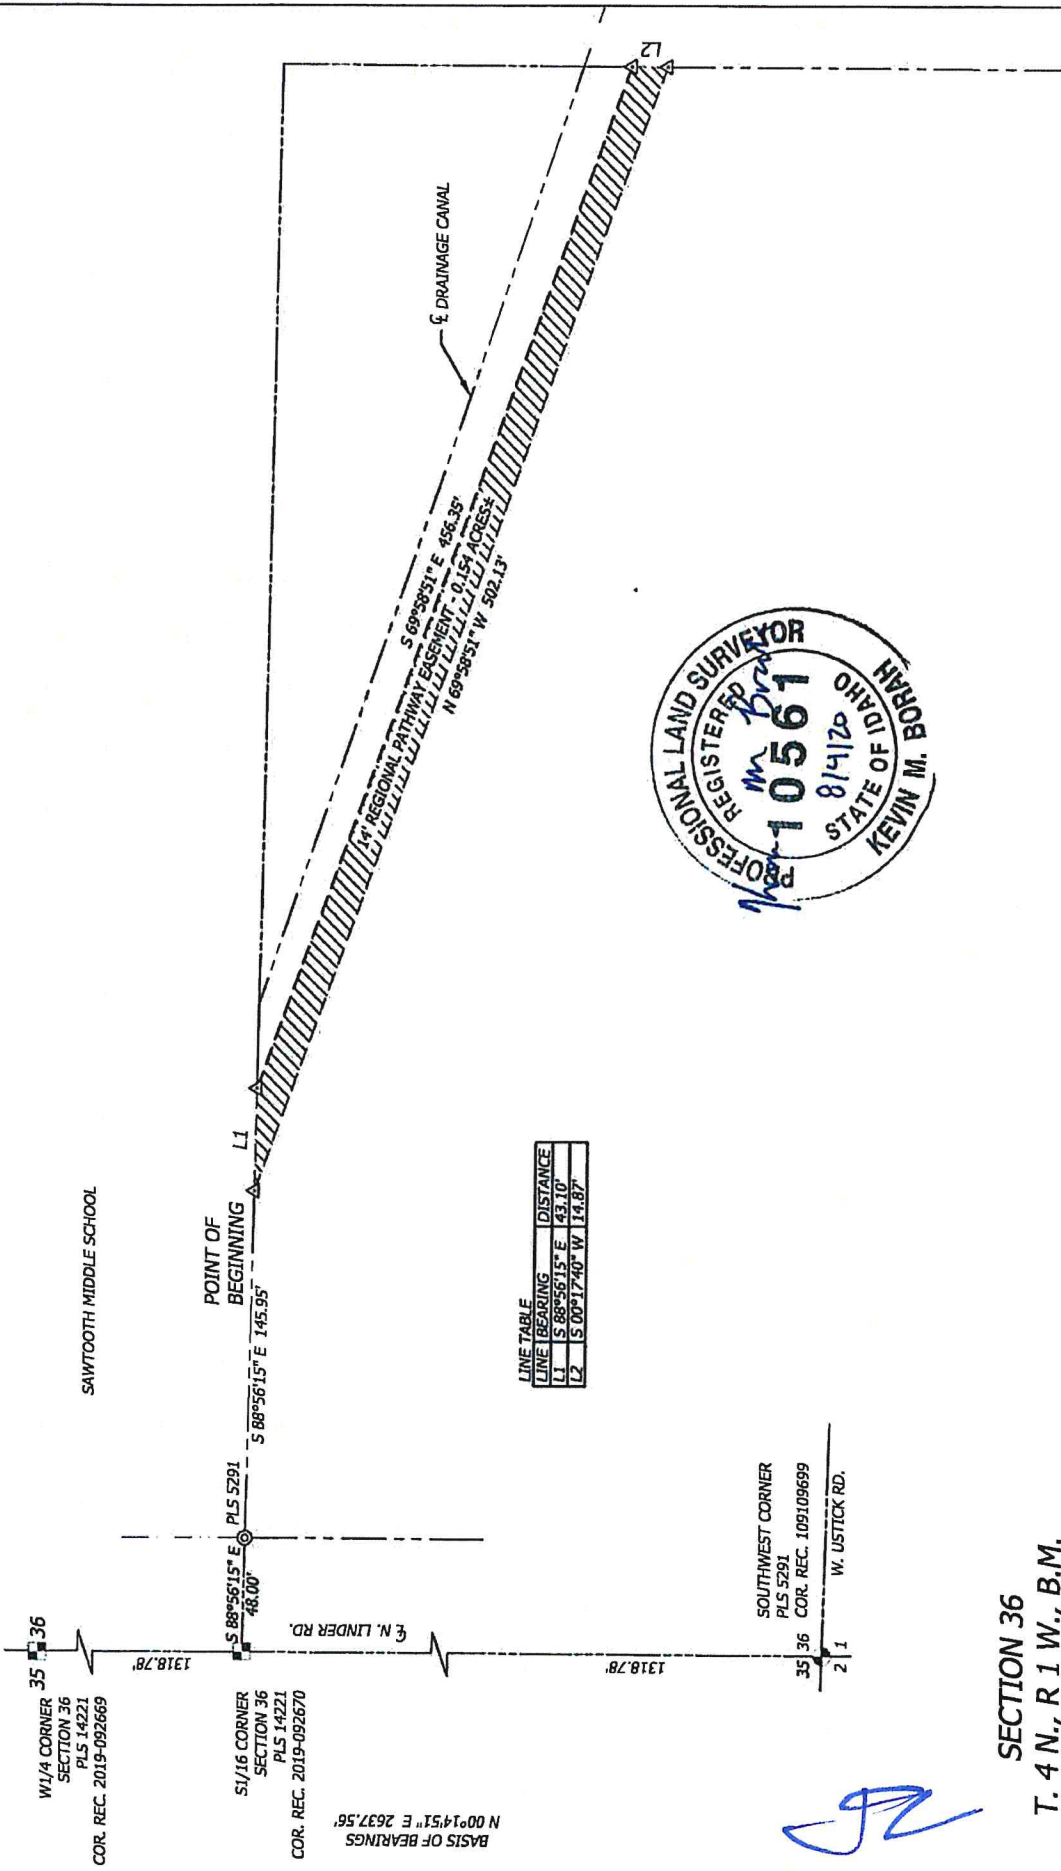 SAWTOOTH MIDDLE SCHOOL
W1/4 CORNER
SECTION 36
PLS 14221
COR. REC. 2019-092669
35 36
1318.78'
S1/16 CORNER
SECTION 36
PLS 14221
COR. REC. 2019-092670
S 88°56'15" E
48.00'
PLS 5291
S 88°56'15" E 145.95'
POINT OF
BEGINNING
L1
℄ N. LINDER RD.
BASIS OF BEARINGS
N 00°14'51" E 2637.56'
1318.78'
℄ DRAINAGE CANAL
S 69°58'51" E 456.35'
14' REGIONAL PATHWAY EASEMENT - 0.154 ACRES±
N 69°58'51" W 502.13'
L2
LINE TABLE
LINE BEARING DISTANCE
L1 S 88°56'15" E 43.10'
L2 S 00°17'40" W 14.87'
SOUTHWEST CORNER
PLS 5291
COR. REC. 109109699
35 36
2 1
W. USTICK RD.
PROFESSIONAL LAND SURVEYOR
REGISTERED
10561
8/4/20
STATE OF IDAHO
KEVIN M. BORAH
SECTION 36
T. 4 N., R 1 W., B.M.